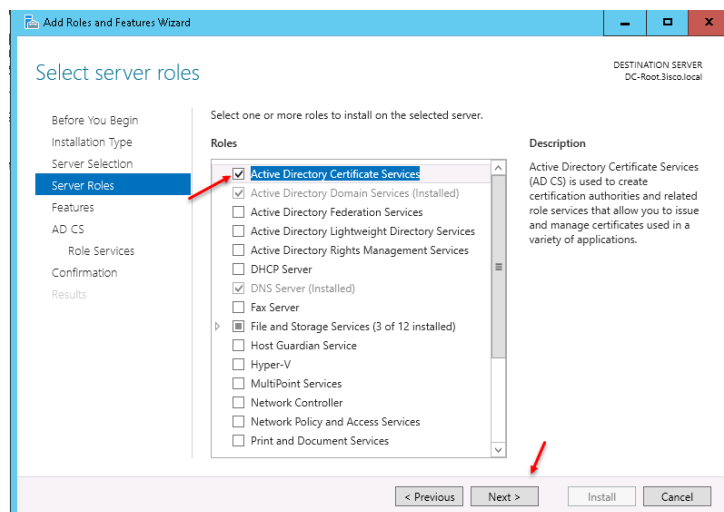 Add Roles and Features Wizard
Select server roles
DESTINATION SERVER
DC-Root.3isco.local
Before You Begin
Installation Type
Server Selection
Server Roles
Features
AD CS
Role Services
Confirmation
Results
Select one or more roles to install on the selected server.
Roles
Active Directory Certificate Services
Active Directory Domain Services (Installed)
Active Directory Federation Services
Active Directory Lightweight Directory Services
Active Directory Rights Management Services
DHCP Server
DNS Server (Installed)
Fax Server
File and Storage Services (3 of 12 installed)
Host Guardian Service
Hyper-V
MultiPoint Services
Network Controller
Network Policy and Access Services
Print and Document Services
Description
Active Directory Certificate Services
(AD CS) is used to create
certification authorities and related
role services that allow you to issue
and manage certificates used in a
variety of applications.
< Previous
Next >
Install
Cancel